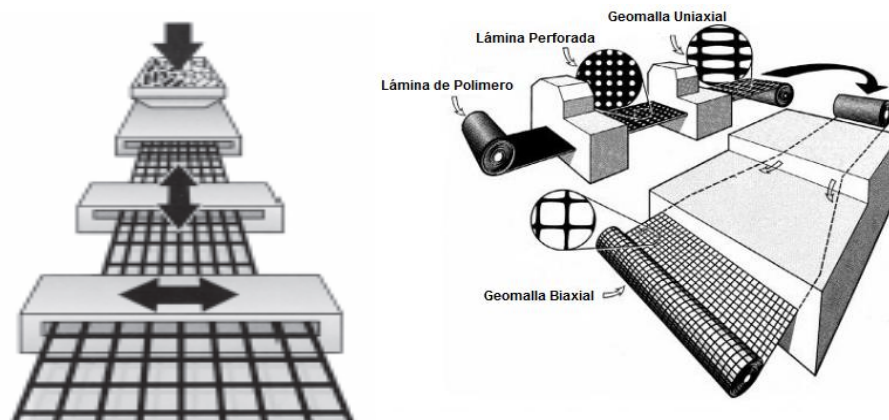 Geomalla Uniaxial
Lámina Perforada
Lámina de Polimero
Geomalla Biaxial